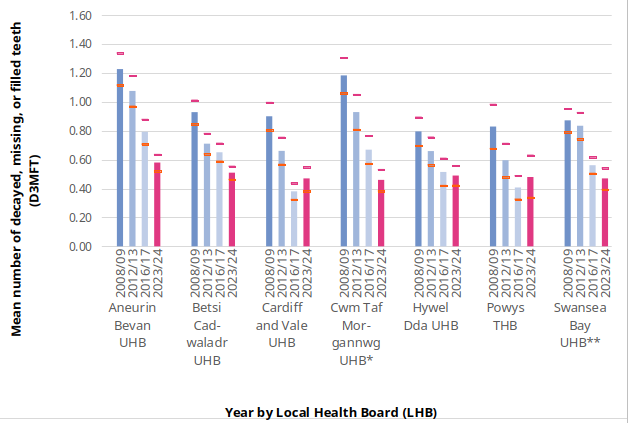 Mean number of decayed, missing, or filled teeth
(D3MFT)
1.60
1.40
1.20
1.00
0.80
0.60
0.40
0.20
0.00
2008/09
2012/13
2016/17
2023/24
2008/09
2012/13
2016/17
2023/24
2008/09
2012/13
2016/17
2023/24
2008/09
2012/13
2016/17
2023/24
2008/09
2012/13
2016/17
2023/24
2008/09
2012/13
2016/17
2023/24
2008/09
2012/13
2016/17
2023/24
Aneurin
Bevan
UHB
Betsi
Cad-
waladr
UHB
Cardiff
and Vale
UHB
Cwm Taf
Mor-
gannwg
UHB*
Hywel
Dda UHB
Powys
THB
Swansea
Bay
UHB**
Year by Local Health Board (LHB)